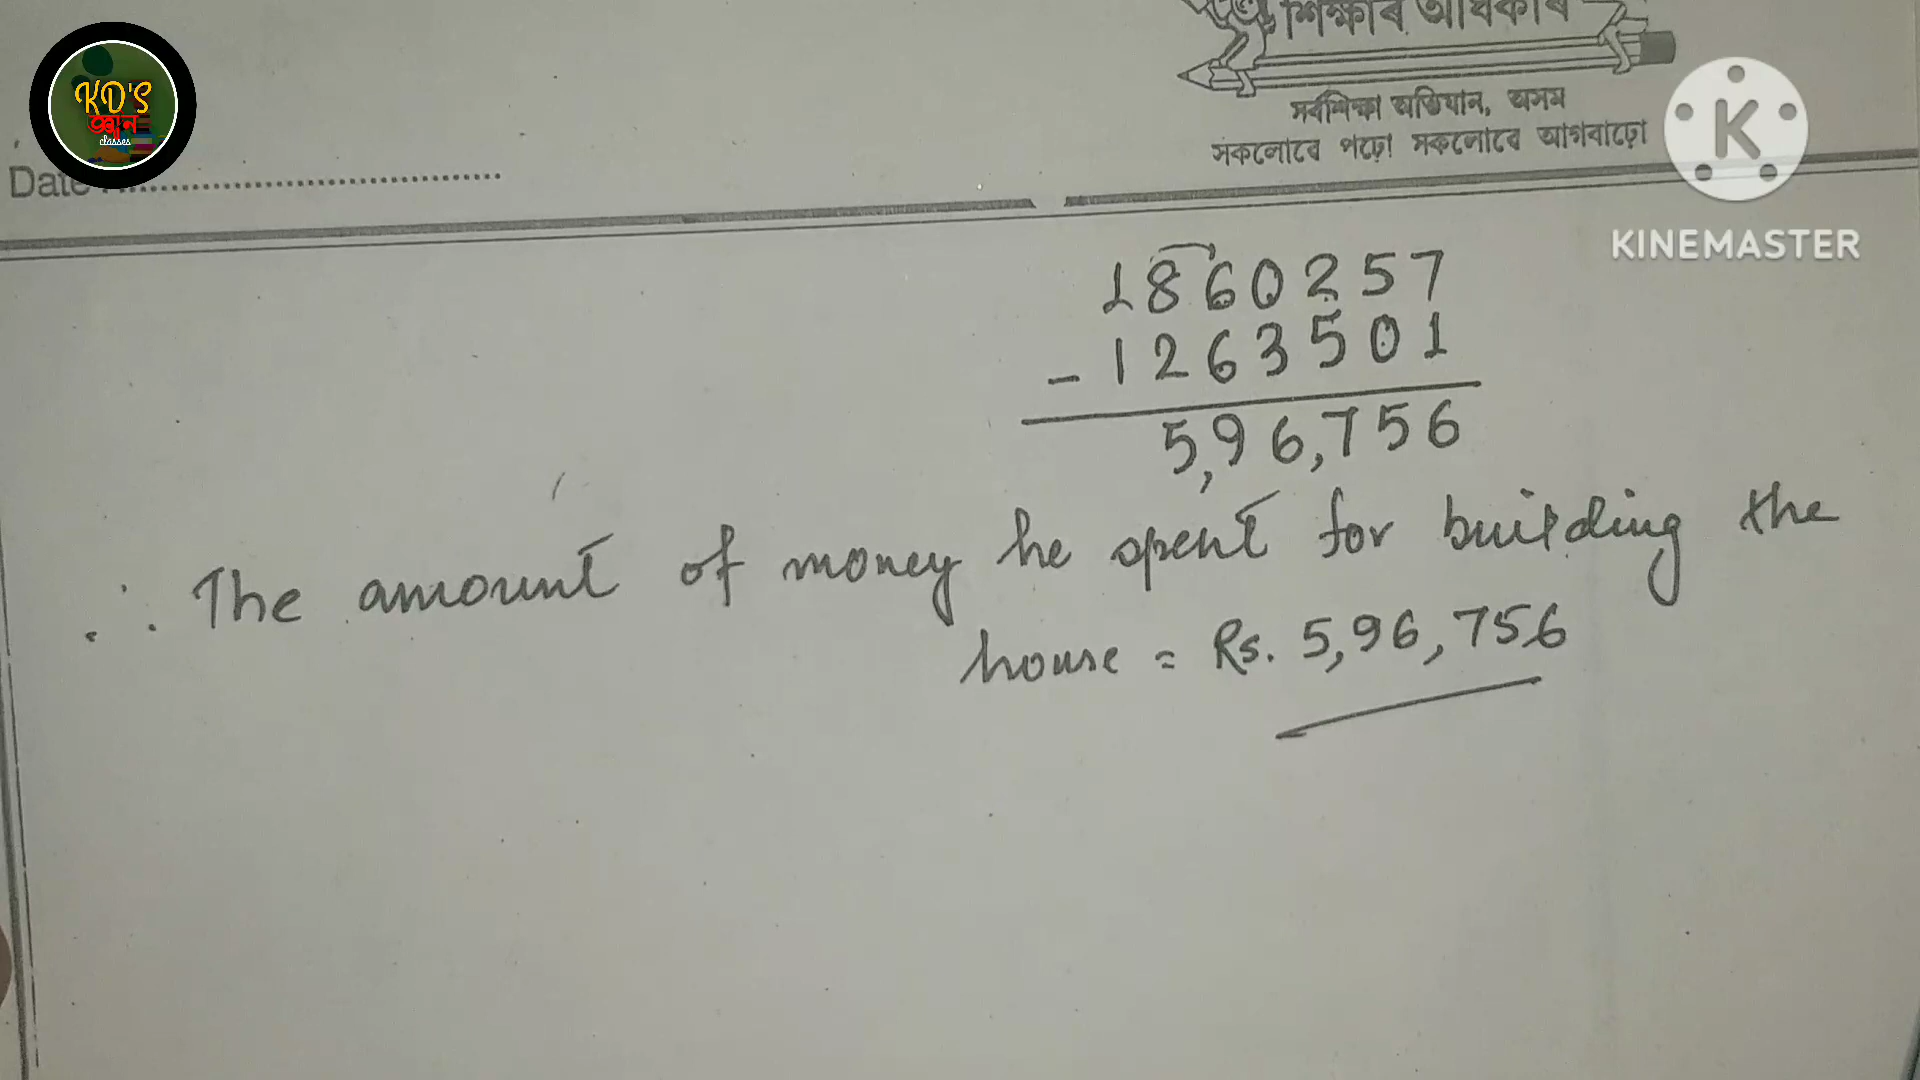 শিক্ষাৰ অধিকাৰ
সৰ্বশিক্ষা অভিযান, অসম
সকলোৱে পঢ়ো সকলোৱে আগবাঢ়ো
KD'S
জ্ঞান
classes
Date
KINEMASTER
1860257
- 1263501
5,96,756
∴ The amount of money he spent for building the
house = Rs. 5,96,756